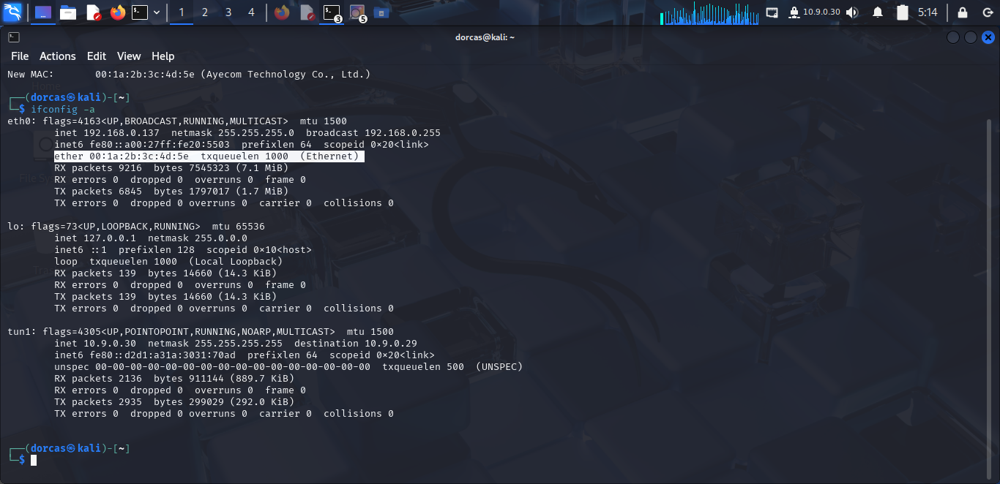 1 2 3 4 3 5 10.9.0.30 5:14
dorcas@kali: ~
File Actions Edit View Help
New MAC:       00:1a:2b:3c:4d:5e (Ayecom Technology Co., Ltd.)
┌──(dorcas㉿kali)-[~]
└─$ ifconfig -a
eth0: flags=4163<UP,BROADCAST,RUNNING,MULTICAST>  mtu 1500
        inet 192.168.0.137  netmask 255.255.255.0  broadcast 192.168.0.255
        inet6 fe80::a00:27ff:fe20:5503  prefixlen 64  scopeid 0×20<link>
        ether 00:1a:2b:3c:4d:5e  txqueuelen 1000  (Ethernet)
        RX packets 9216  bytes 7545323 (7.1 MiB)
        RX errors 0  dropped 0  overruns 0  frame 0
        TX packets 6845  bytes 1797017 (1.7 MiB)
        TX errors 0  dropped 0 overruns 0  carrier 0  collisions 0
lo: flags=73<UP,LOOPBACK,RUNNING>  mtu 65536
        inet 127.0.0.1  netmask 255.0.0.0
        inet6 ::1  prefixlen 128  scopeid 0×10<host>
        loop  txqueuelen 1000  (Local Loopback)
        RX packets 139  bytes 14660 (14.3 KiB)
        RX errors 0  dropped 0  overruns 0  frame 0
        TX packets 139  bytes 14660 (14.3 KiB)
        TX errors 0  dropped 0 overruns 0  carrier 0  collisions 0
tun1: flags=4305<UP,POINTOPOINT,RUNNING,NOARP,MULTICAST>  mtu 1500
        inet 10.9.0.30  netmask 255.255.255.255  destination 10.9.0.29
        inet6 fe80::d2d1:a31a:3031:70ad  prefixlen 64  scopeid 0×20<link>
        unspec 00-00-00-00-00-00-00-00-00-00-00-00-00-00-00-00  txqueuelen 500  (UNSPEC)
        RX packets 2136  bytes 911144 (889.7 KiB)
        RX errors 0  dropped 0  overruns 0  frame 0
        TX packets 2935  bytes 299029 (292.0 KiB)
        TX errors 0  dropped 0 overruns 0  carrier 0  collisions 0
┌──(dorcas㉿kali)-[~]
└─$